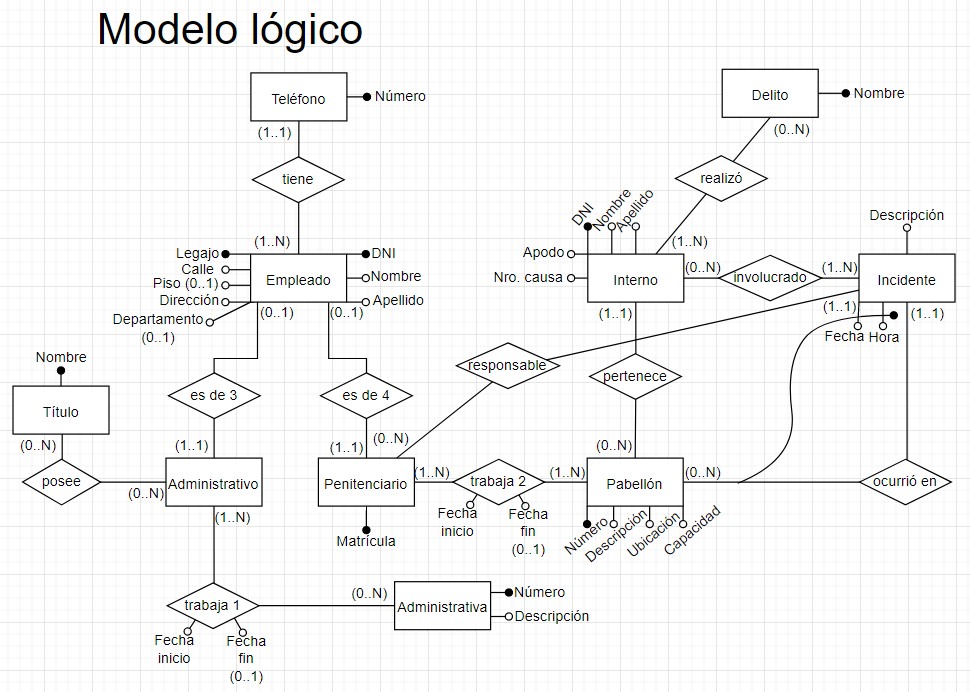 Modelo lógico
Teléfono
Número
(1..1)
tiene
(1..N)
Legajo
Calle
Piso (0..1)
Dirección
Departamento
(0..1)
Empleado
DNI
Nombre
Apellido
(0..1)
(0..1)
Delito
Nombre
(0..N)
realizó
(1..N)
DNI
Nombre
Apellido
Apodo
Nro. causa
Interno
(0..N)
involucrado
(1..N)
Descripción
Incidente
(1..1)
(1..1)
Fecha
Hora
(1..1)
responsable
pertenece
Nombre
Título
(0..N)
posee
(0..N)
es de 3
(1..1)
Administrativo
(1..N)
es de 4
(1..1)
(0..N)
Penitenciario
Matrícula
(1..N)
trabaja 2
(1..N)
Fecha
inicio
Fecha
fin
(0..1)
(0..N)
Pabellón
(0..N)
Número
Descripción
Ubicación
Capacidad
ocurrió en
trabaja 1
Fecha
inicio
Fecha
fin
(0..1)
(0..N)
Administrativa
Número
Descripción